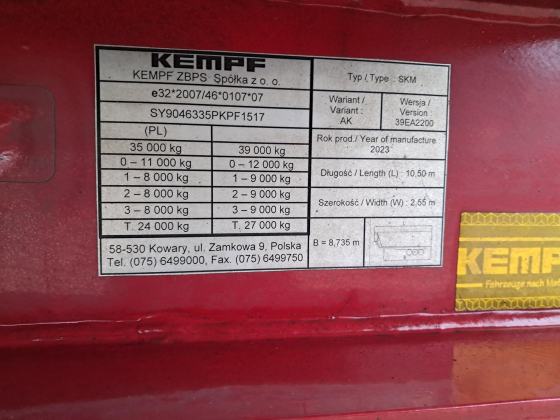 KEMPF
KEMPF ZBPS Spółka z o. o.
e32*2007/46*0107*07
SY9046335PKPF1517
(PL)
35 000 kg 39 000 kg
0 – 11 000 kg 0 – 12 000 kg
1 – 8 000 kg 1 – 9 000 kg
2 – 8 000 kg 2 – 9 000 kg
3 – 8 000 kg 3 – 9 000 kg
T. 24 000 kg T. 27 000 kg
58-530 Kowary, ul. Zamkowa 9, Polska
Tel. (075) 6499000, Fax. (075) 6499750
Typ / Type : SKM
Wariant /
Variant :
AK
Wersja /
Version :
39EA2200
Rok prod./ Year of manufacture
2023
Długość / Length (L) : 10,50 m
Szerokość / Width (W) : 2,55 m
B = 8,735 m
KEMPF
Fahrzeuge nach